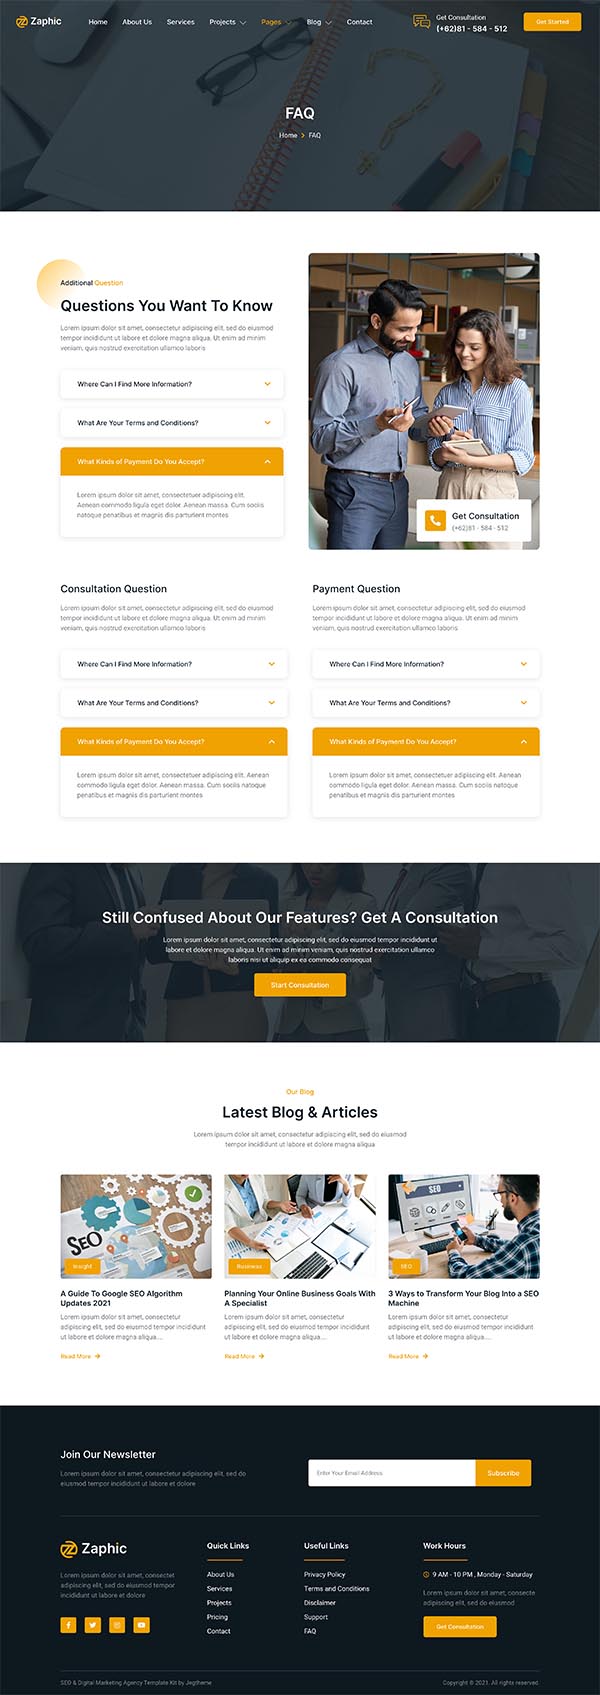 Zaphic
Home About Us Services Projects Pages Blog Contact
Get Consultation
(+62)81 - 584 - 512
Get Started
FAQ
Home FAQ
Additional Question
Questions You Want To Know
Lorem ipsum dolor sit amet, consectetur adipiscing elit, sed do eiusmod
tempor incididunt ut labore et dolore magna aliqua. Ut enim ad minim
veniam, quis nostrud exercitation ullamco laboris
Where Can I Find More Information?
What Are Your Terms and Conditions?
What Kinds of Payment Do You Accept?
Lorem ipsum dolor sit amet, consectetuer adipiscing elit.
Aenean commodo ligula eget dolor. Aenean massa. Cum sociis
natoque penatibus et magnis dis parturient montes
Get Consultation
(+62)81 - 584 - 512
Consultation Question
Lorem ipsum dolor sit amet, consectetur adipiscing elit, sed do eiusmod
tempor incididunt ut labore et dolore magna aliqua. Ut enim ad minim
veniam, quis nostrud exercitation ullamco laboris
Where Can I Find More Information?
What Are Your Terms and Conditions?
What Kinds of Payment Do You Accept?
Lorem ipsum dolor sit amet, consectetuer adipiscing elit. Aenean
commodo ligula eget dolor. Aenean massa. Cum sociis natoque
penatibus et magnis dis parturient montes
Payment Question
Lorem ipsum dolor sit amet, consectetur adipiscing elit, sed do eiusmod
tempor incididunt ut labore et dolore magna aliqua. Ut enim ad minim
veniam, quis nostrud exercitation ullamco laboris
Where Can I Find More Information?
What Are Your Terms and Conditions?
What Kinds of Payment Do You Accept?
Lorem ipsum dolor sit amet, consectetuer adipiscing elit. Aenean
commodo ligula eget dolor. Aenean massa. Cum sociis natoque
penatibus et magnis dis parturient montes
Still Confused About Our Features? Get A Consultation
Lorem ipsum dolor sit amet, consectetur adipiscing elit, sed do eiusmod tempor incididunt ut
labore et dolore magna aliqua. Ut enim ad minim veniam, quis nostrud exercitation ullamco
laboris nisi ut aliquip ex ea commodo consequat
Start Consultation
Our Blog
Latest Blog & Articles
Lorem ipsum dolor sit amet, consectetur adipiscing elit, sed do eiusmod
tempor incididunt ut labore et dolore magna aliqua
SEO
Insight
A Guide To Google SEO Algorithm
Updates 2021
Lorem ipsum dolor sit amet, consectetur
adipiscing elit, sed do eiusmod tempor incididunt
ut labore et dolore magna aliqua....
Read More
Business
Planning Your Online Business Goals With
A Specialist
Lorem ipsum dolor sit amet, consectetur
adipiscing elit, sed do eiusmod tempor incididunt
ut labore et dolore magna aliqua....
Read More
SEO
SEO
3 Ways to Transform Your Blog Into a SEO
Machine
Lorem ipsum dolor sit amet, consectetur
adipiscing elit, sed do eiusmod tempor incididunt
ut labore et dolore magna aliqua....
Read More
Join Our Newsletter
Lorem ipsum dolor sit amet, consectetur adipiscing elit, sed do
eiusmod tempor incididunt ut labore et dolore
Enter Your Email Address
Subscribe
Zaphic
Lorem ipsum dolor sit amet, consectet
adipiscing elit, sed do eiusmod tempor
incididunt ut labore et dolore
Quick Links
About Us
Services
Projects
Pricing
Contact
Useful Links
Privacy Policy
Terms and Conditions
Disclaimer
Support
FAQ
Work Hours
9 AM - 10 PM , Monday - Saturday
Lorem ipsum dolor sit amet, consecte
adipiscing elit, sed do eiusmod
Get Consultation
SEO & Digital Marketing Agency Template Kit by Jegtheme
Copyright © 2021. All rights reserved.